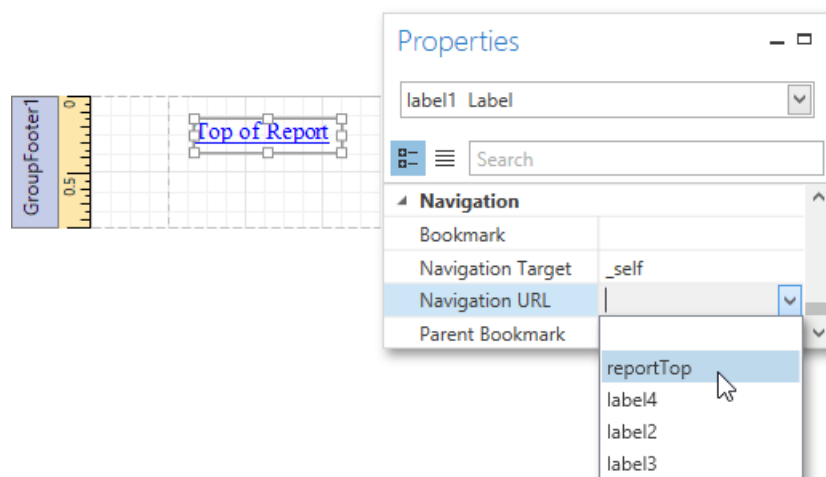 Properties
label1 Label
GroupFooter1
0
0.5
Top of Report
Search
Navigation
Bookmark
Navigation Target _self
Navigation URL
Parent Bookmark
reportTop
label4
label2
label3